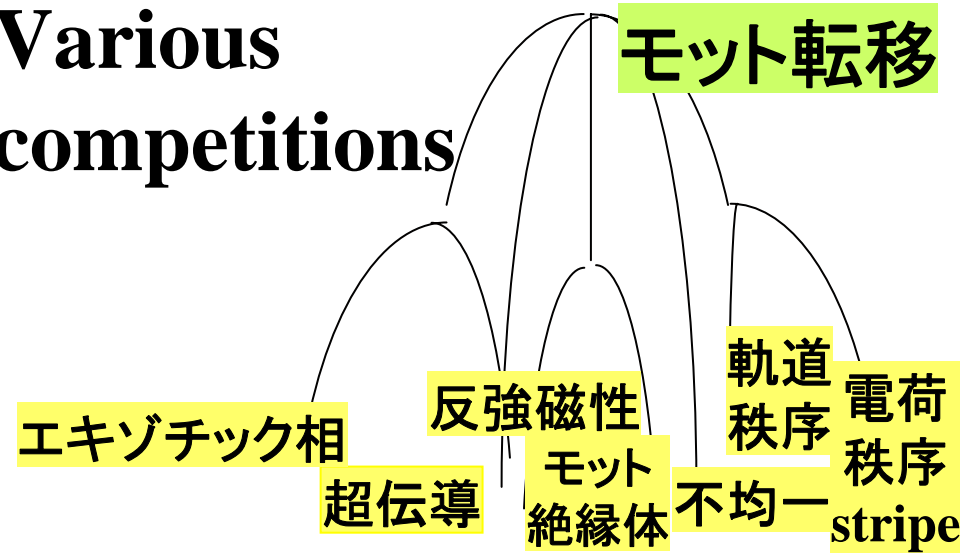 Various
competitions
モット転移
エキゾチック相
超伝導
反強磁性
モット
絶縁体
不均一
軌道
秩序
電荷
秩序
stripe